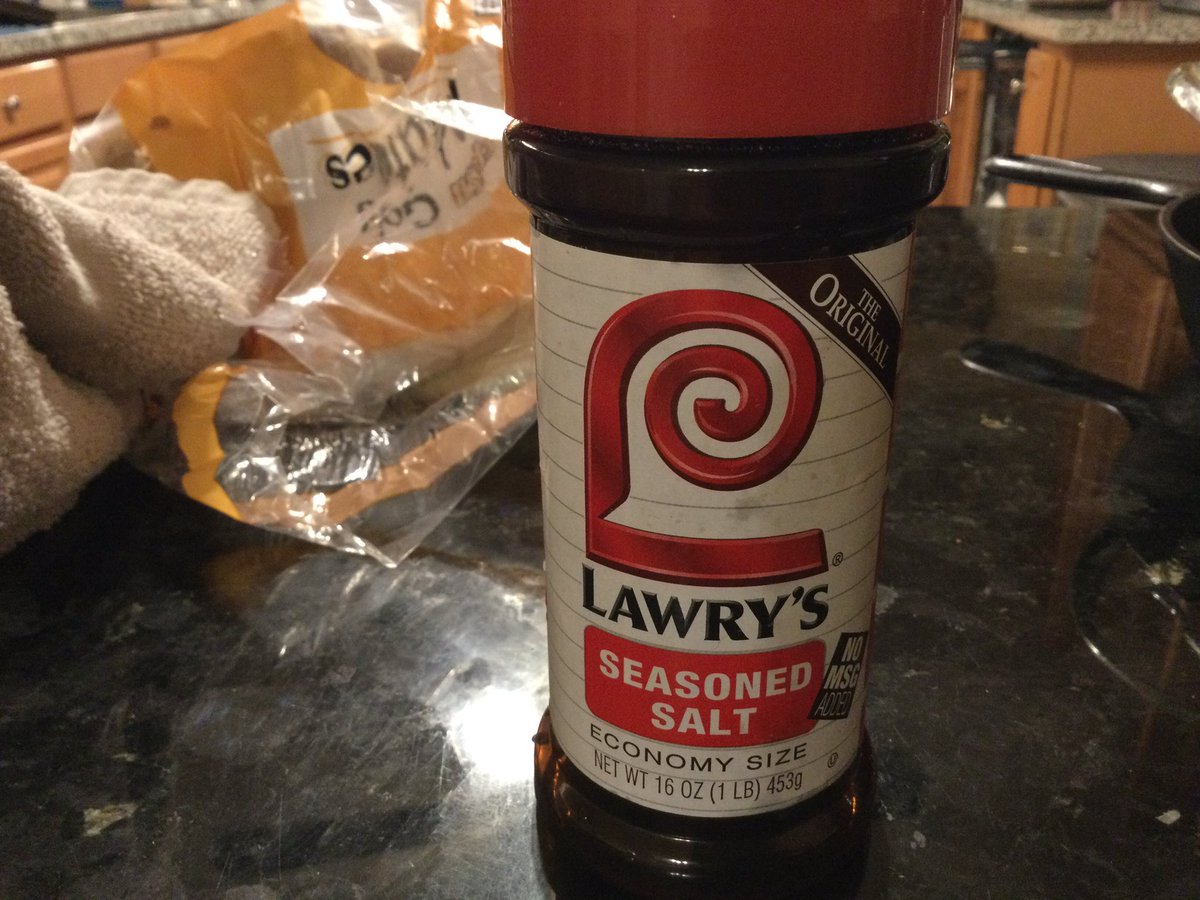 THE
ORIGINAL
®
LAWRY'S
SEASONED
SALT
NO
MSG
ADDED
ECONOMY SIZE
NET WT 16 OZ (1 LB) 453g